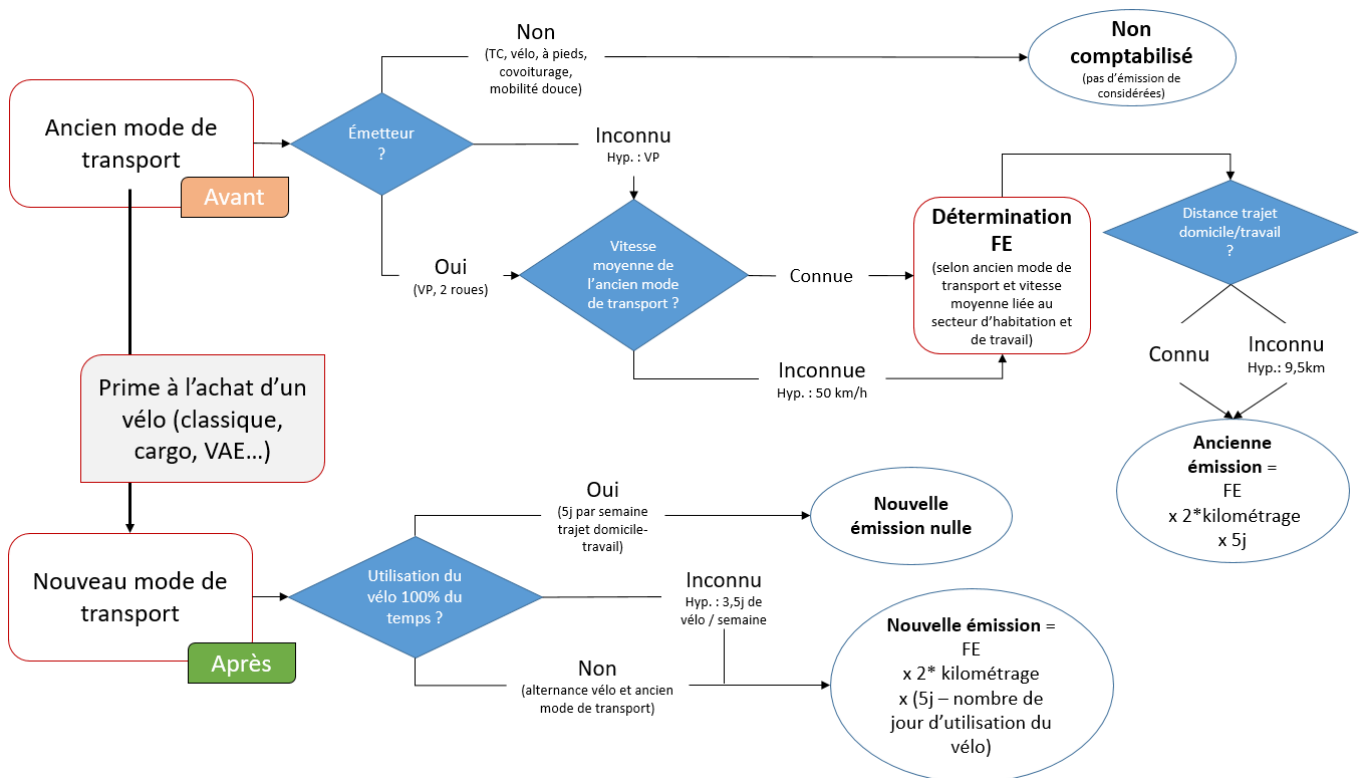 Non
(TC, vélo, à pieds,
covoiturage,
mobilité douce)
Non
comptabilisé
(pas d'émission de
considérées)
Ancien mode de
transport
Avant
Émetteur
?
Inconnu
Hyp. : VP
Oui
(VP, 2 roues)
Vitesse
moyenne de
l'ancien mode
de transport ?
Connue
Inconnue
Hyp. : 50 km/h
Détermination
FE
(selon ancien mode de
transport et vitesse
moyenne liée au
secteur d'habitation et
de travail)
Distance trajet
domicile/travail
?
Connu
Inconnu
Hyp.: 9,5km
Ancienne
émission =
FE
x 2*kilométrage
x 5j
Prime à l'achat d'un
vélo (classique,
cargo, VAE…)
Nouveau mode de
transport
Après
Utilisation du
vélo 100% du
temps ?
Oui
(5j par semaine
trajet domicile-
travail)
Nouvelle
émission nulle
Inconnu
Hyp. : 3,5j de
vélo / semaine
Non
(alternance vélo et ancien
mode de transport)
Nouvelle émission =
FE
x 2* kilométrage
x (5j – nombre de
jour d'utilisation du
vélo)